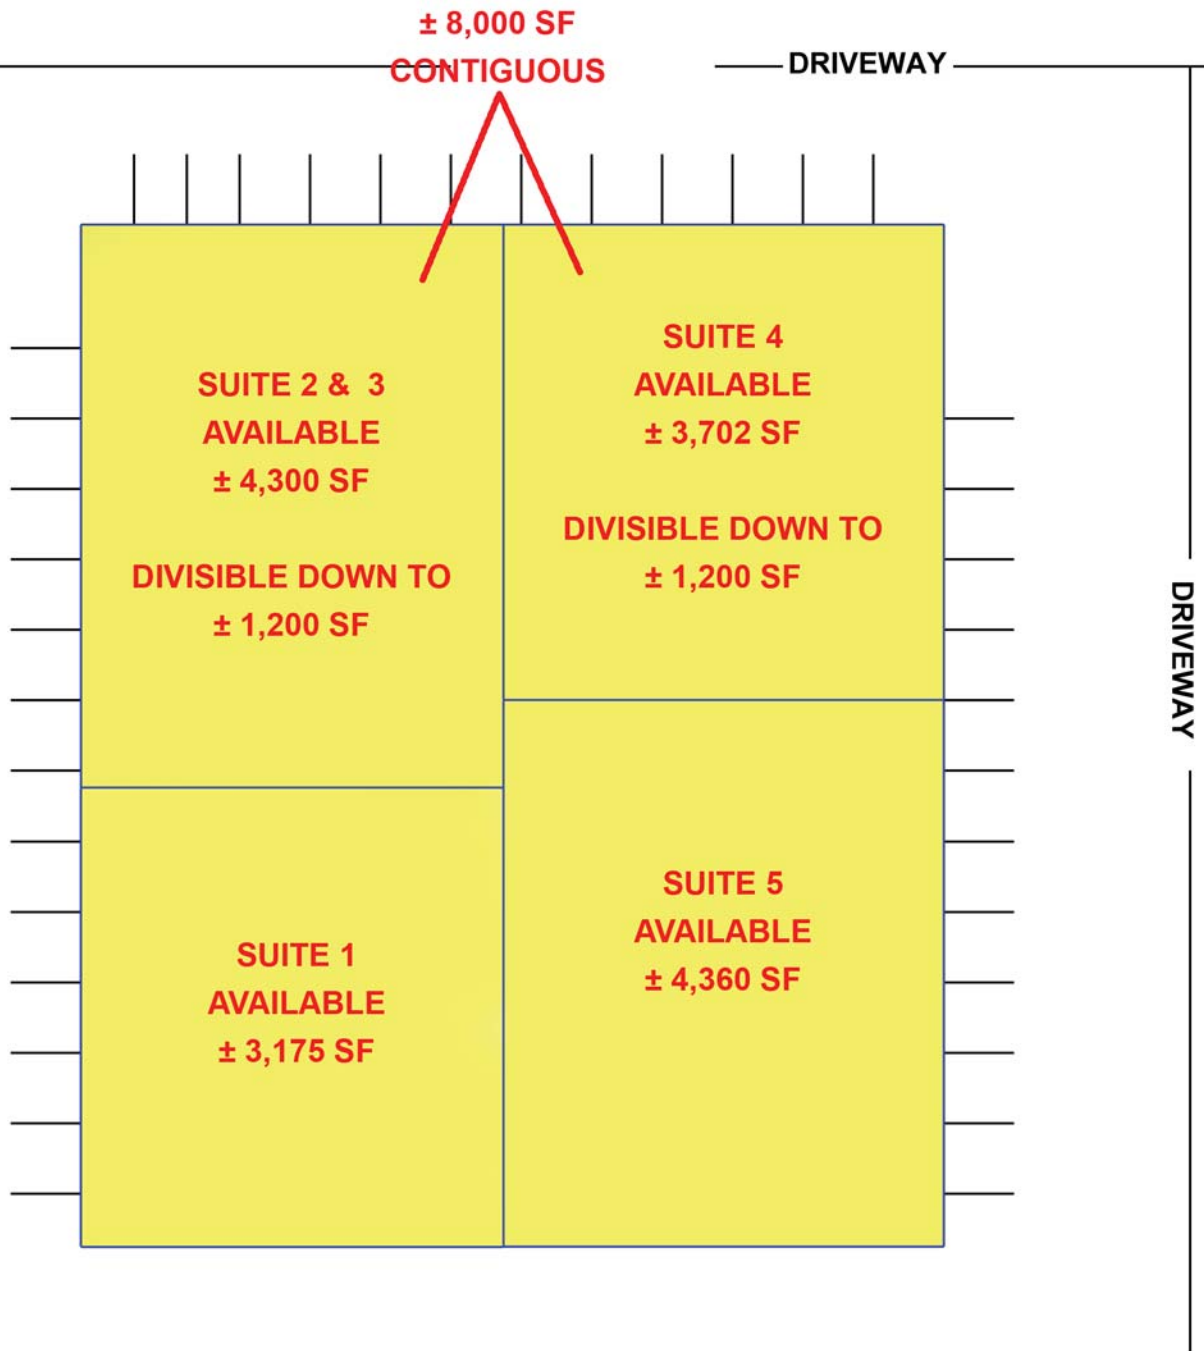 ± 8,000 SF
CONTIGUOUS
DRIVEWAY
SUITE 2 & 3
AVAILABLE
± 4,300 SF
DIVISIBLE DOWN TO
± 1,200 SF
SUITE 4
AVAILABLE
± 3,702 SF
DIVISIBLE DOWN TO
± 1,200 SF
DRIVEWAY
SUITE 1
AVAILABLE
± 3,175 SF
SUITE 5
AVAILABLE
± 4,360 SF